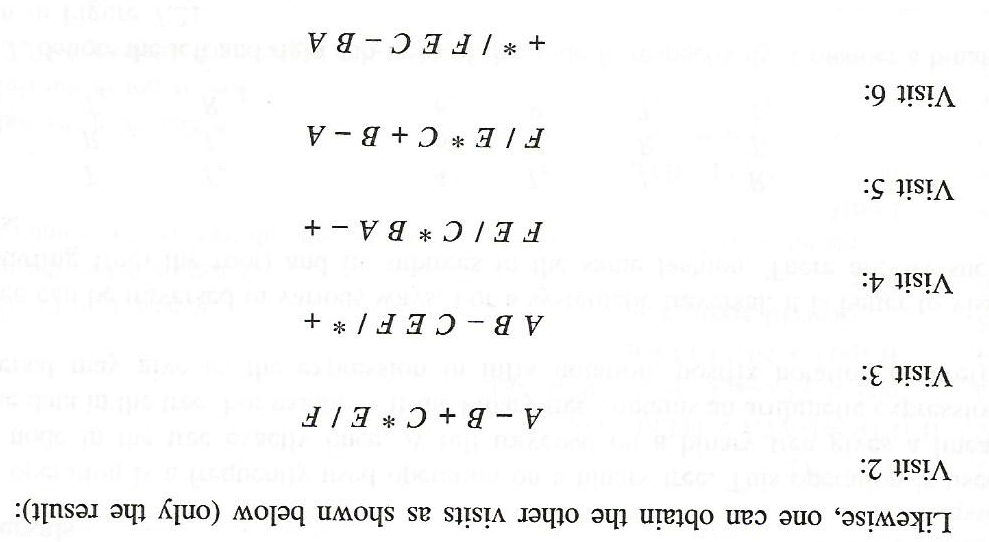 Likewise, one can obtain the other visits as shown below (only the result):
Visit 2:
A – B + C * E / F
Visit 3:
A B – C E F / * +
Visit 4:
F E / C * B A – +
Visit 5:
F / E * C + B – A
Visit 6:
+ * / F E C – B A